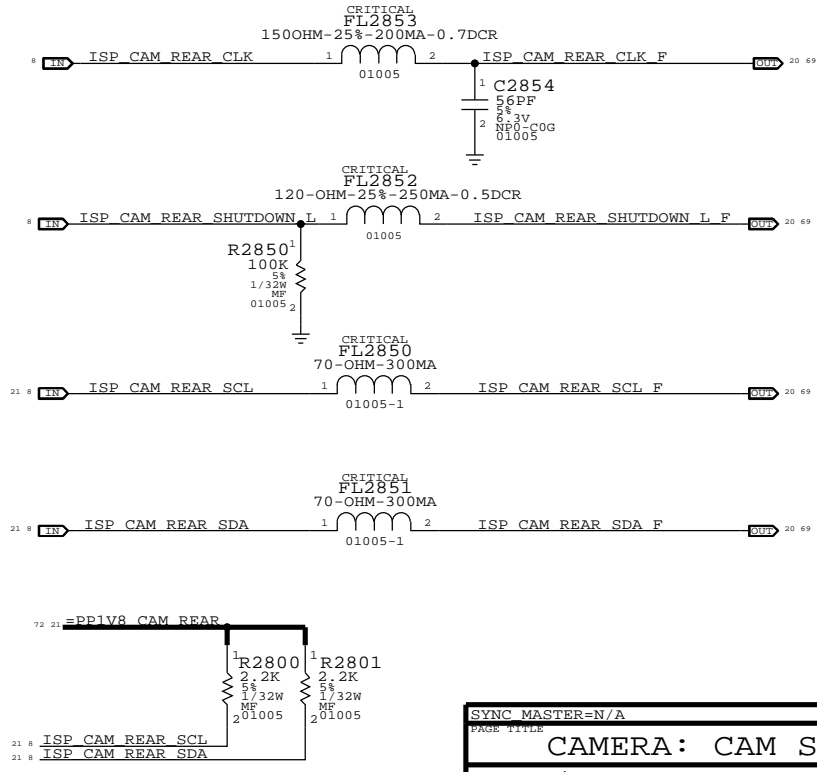 CRITICAL
FL2853
150OHM-25%-200MA-0.7DCR
8 IN ISP_CAM_REAR_CLK 1 2 ISP_CAM_REAR_CLK_F OUT 20 69
01005
1 C2854
56PF
5%
6.3V
2 NP0-C0G
01005
CRITICAL
FL2852
120-OHM-25%-250MA-0.5DCR
8 IN ISP_CAM_REAR_SHUTDOWN_L 1 2 ISP_CAM_REAR_SHUTDOWN_L_F OUT 20 69
01005
R2850 1
100K
5%
1/32W
MF
01005 2
CRITICAL
FL2850
70-OHM-300MA
21 8 IN ISP_CAM_REAR_SCL 1 2 ISP_CAM_REAR_SCL_F OUT 20 69
01005-1
CRITICAL
FL2851
70-OHM-300MA
21 8 IN ISP_CAM_REAR_SDA 1 2 ISP_CAM_REAR_SDA_F OUT 20 69
01005-1
72 21 =PP1V8_CAM_REAR
1 R2800 1 R2801
2.2K 2.2K
5% 5%
1/32W 1/32W
MF MF
2 01005 2 01005
21 8 ISP_CAM_REAR_SCL
21 8 ISP_CAM_REAR_SDA
SYNC_MASTER=N/A
PAGE TITLE
CAMERA: CAM S